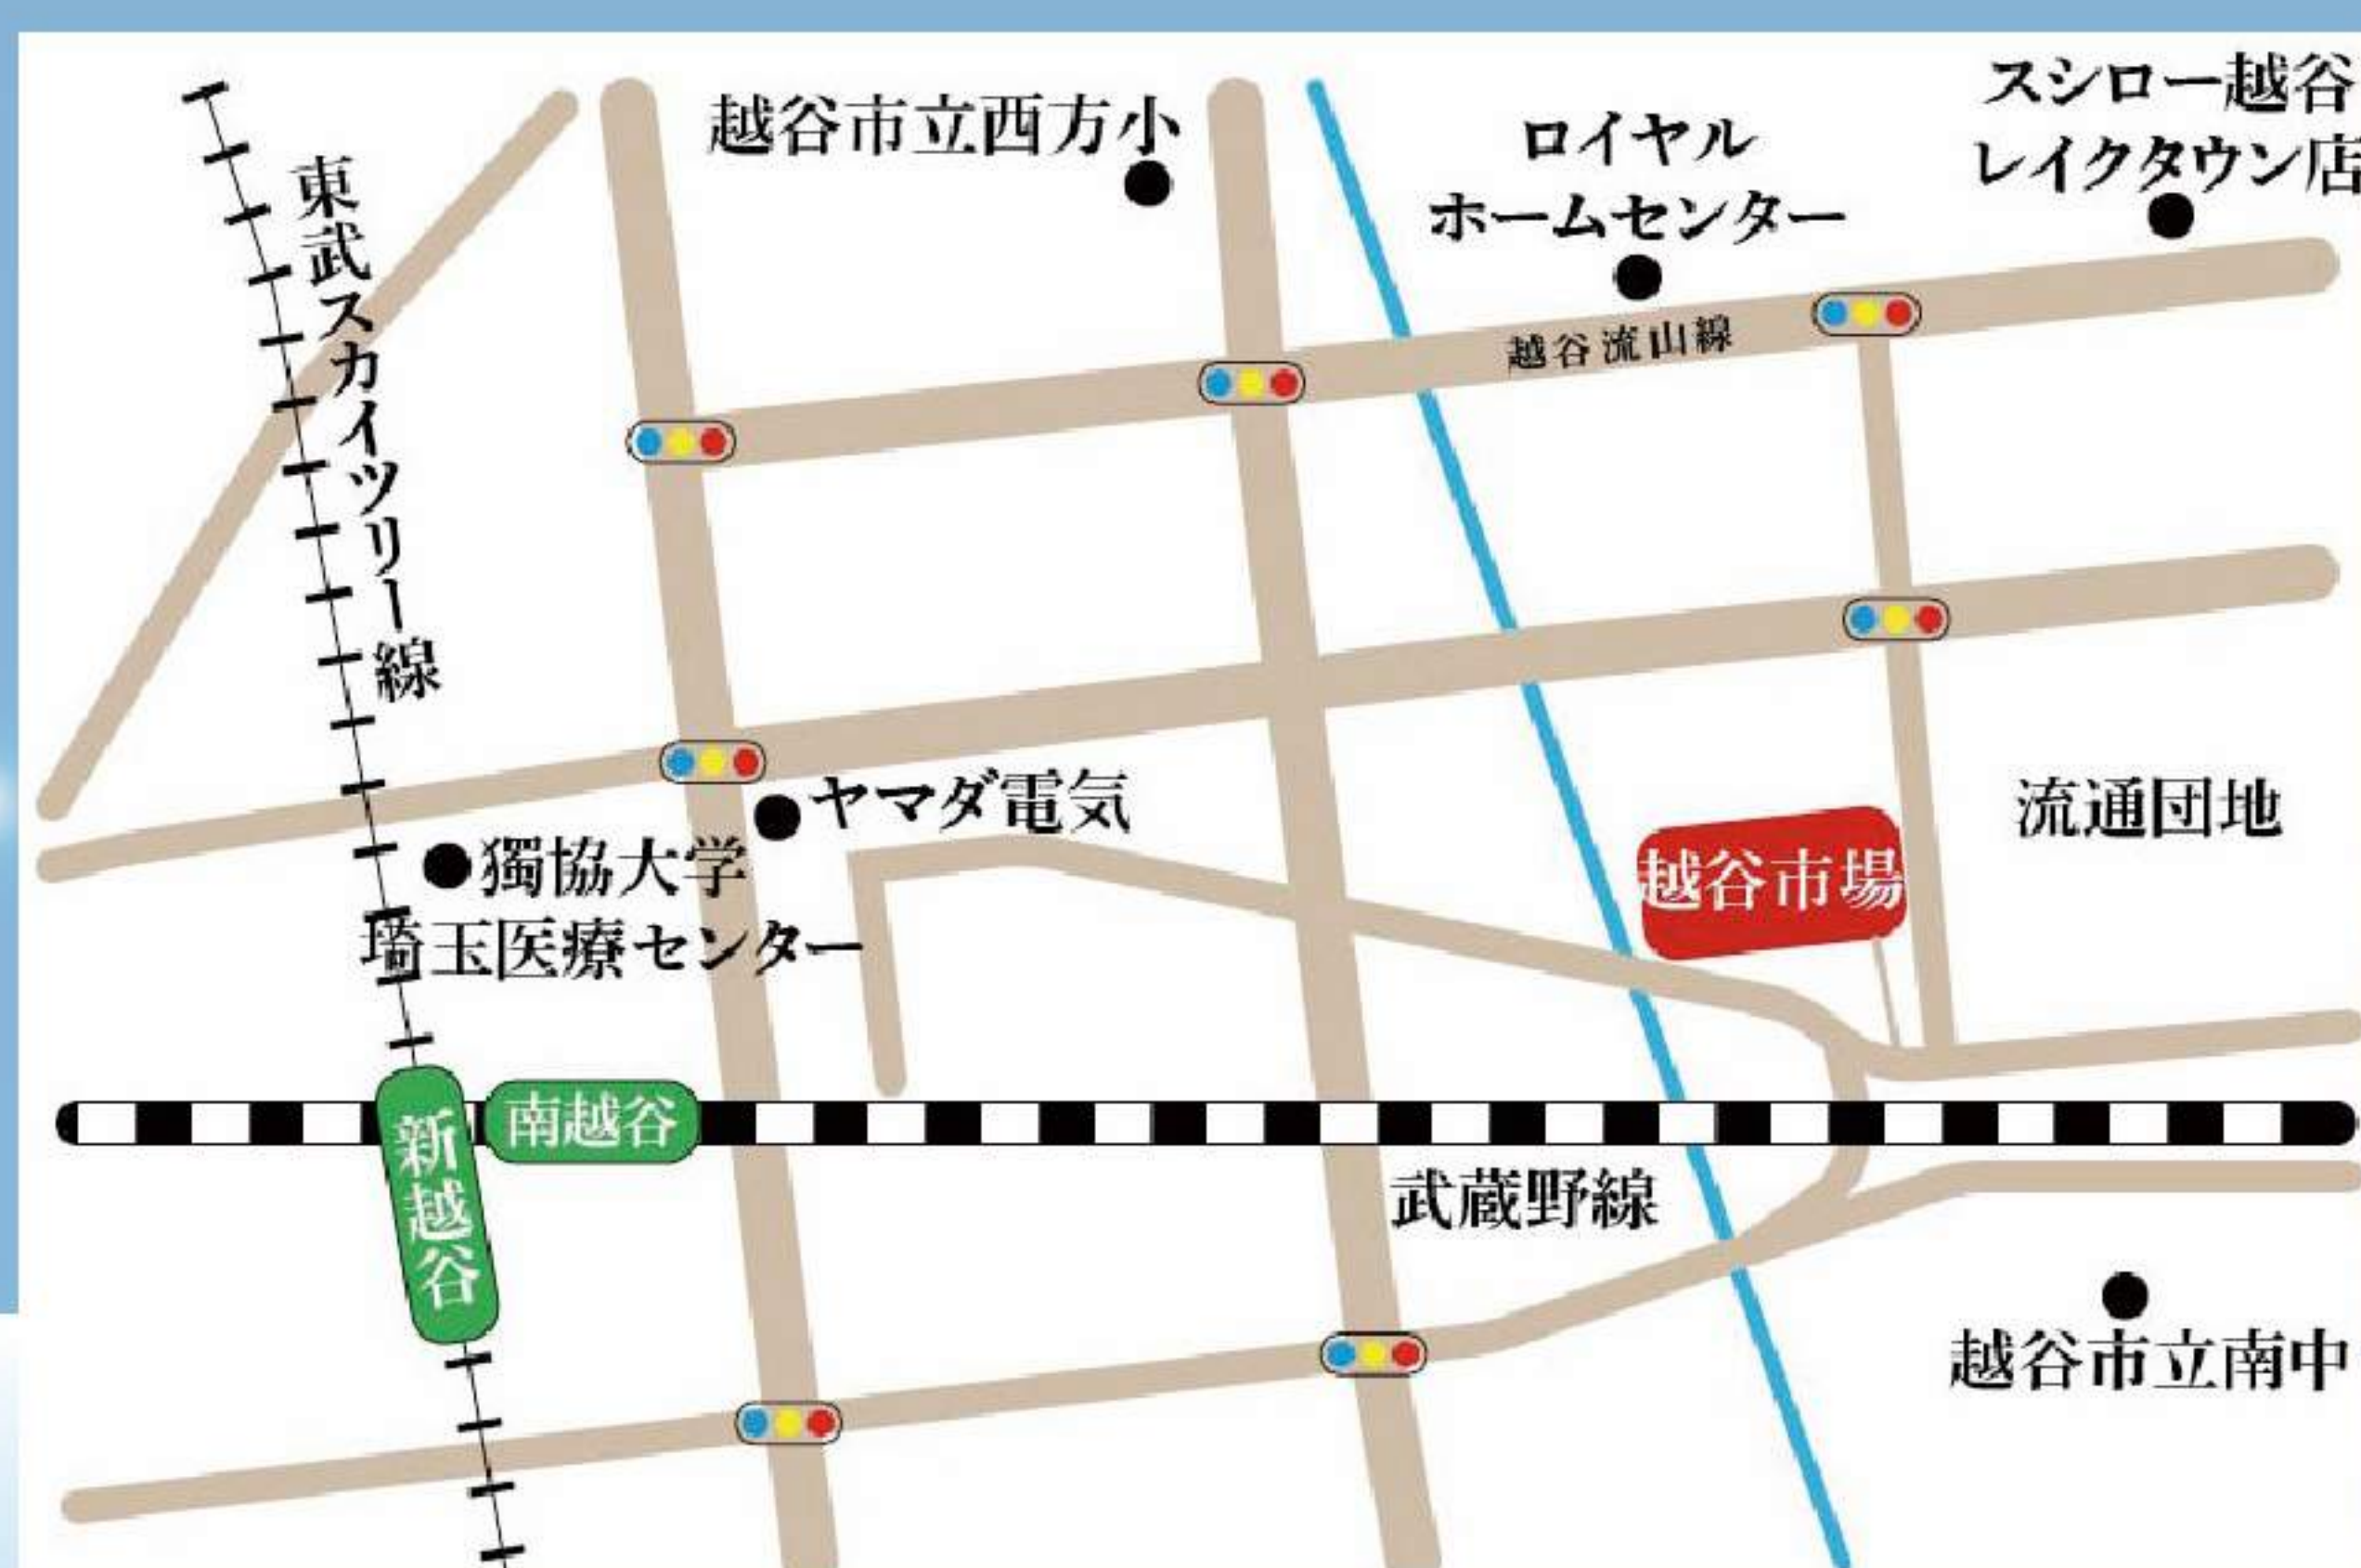 越谷市立西方小
スシロー越谷
レイクタウン店
ロイヤル
ホームセンター
東武スカイツリー線
越谷流山線
ヤマダ電気
流通団地
獨協大学
埼玉医療センター
越谷市場
新越谷
南越谷
武蔵野線
越谷市立南中